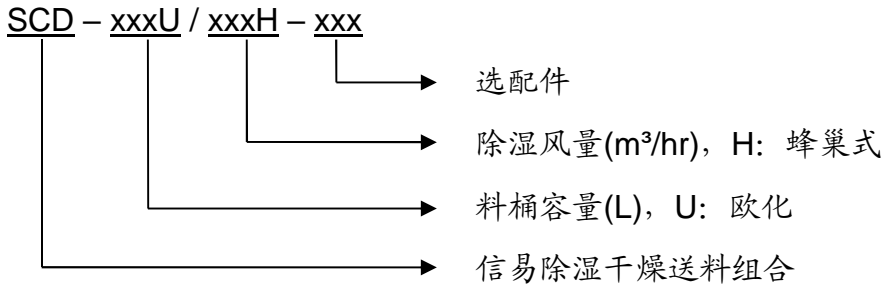 SCD – xxxU / xxxH – xxx
选配件
除湿风量(m³/hr)，H：蜂巢式
料桶容量(L)，U：欧化
信易除湿干燥送料组合